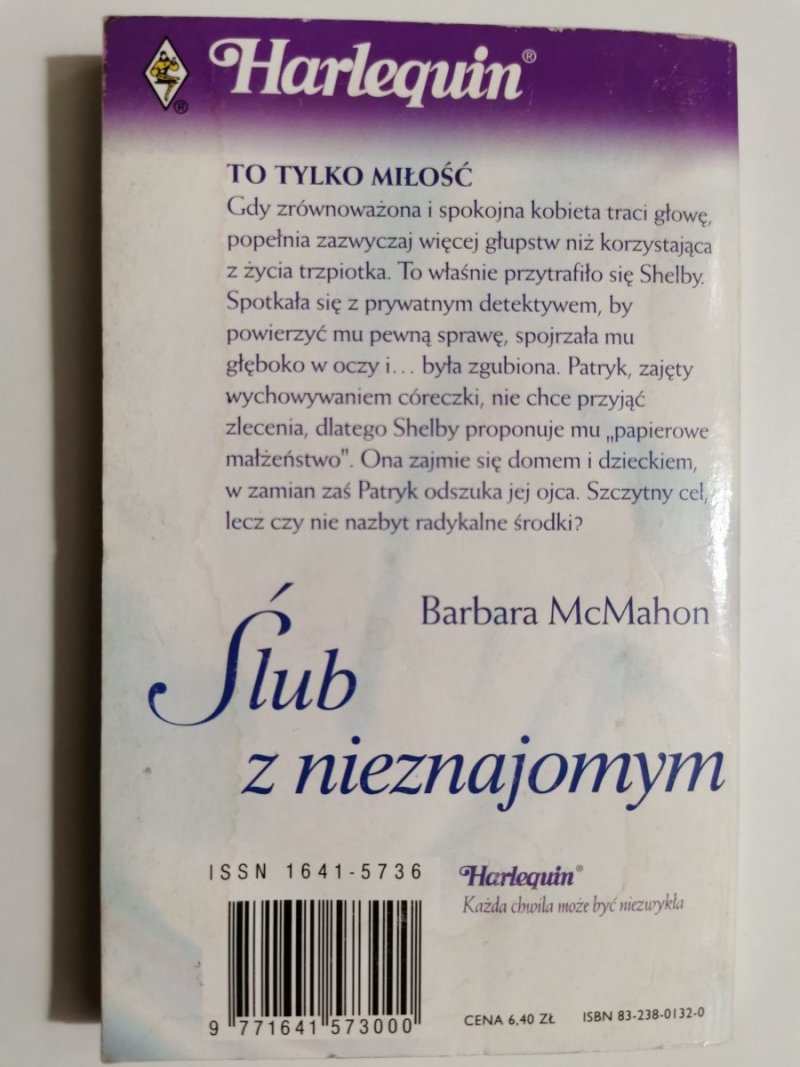 Harlequin®
®
TO TYLKO MIŁOŚĆ
Gdy zrównoważona i spokojna kobieta traci głowę,
popełnia zazwyczaj więcej głupstw niż korzystająca
z życia trzpiotka. To właśnie przytrafiło się Shelby.
Spotkała się z prywatnym detektywem, by
powierzyć mu pewną sprawę, spojrzała mu
głęboko w oczy i... była zgubiona. Patryk, zajęty
wychowywaniem córeczki, nie chce przyjąć
zlecenia, dlatego Shelby proponuje mu „papierowe
małżeństwo". Ona zajmie się domem i dzieckiem,
w zamian zaś Patryk odszuka jej ojca. Szczytny cel,
lecz czy nie nazbyt radykalne środki?
Barbara McMahon
Ślub
z nieznajomym
ISSN 1641-5736
Harlequin®
Każda chwila może być niezwykła
9 771641 573000
CENA 6,40 ZŁ ISBN 83-238-0132-0